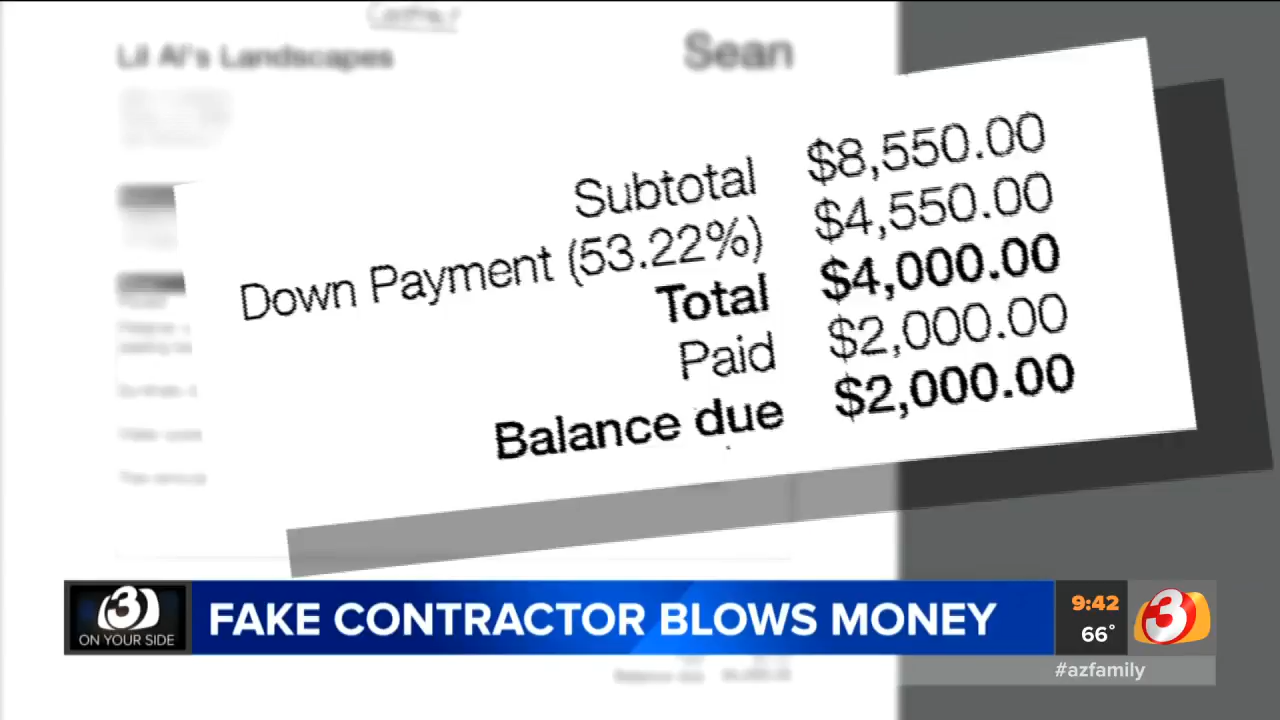 Lil Al's Landscapes
Sean
Subtotal $8,550.00
Down Payment (53.22%) $4,550.00
Total $4,000.00
Paid $2,000.00
Balance due $2,000.00
3
ON YOUR SIDE
FAKE CONTRACTOR BLOWS MONEY
9:42
66°
3
#azfamily